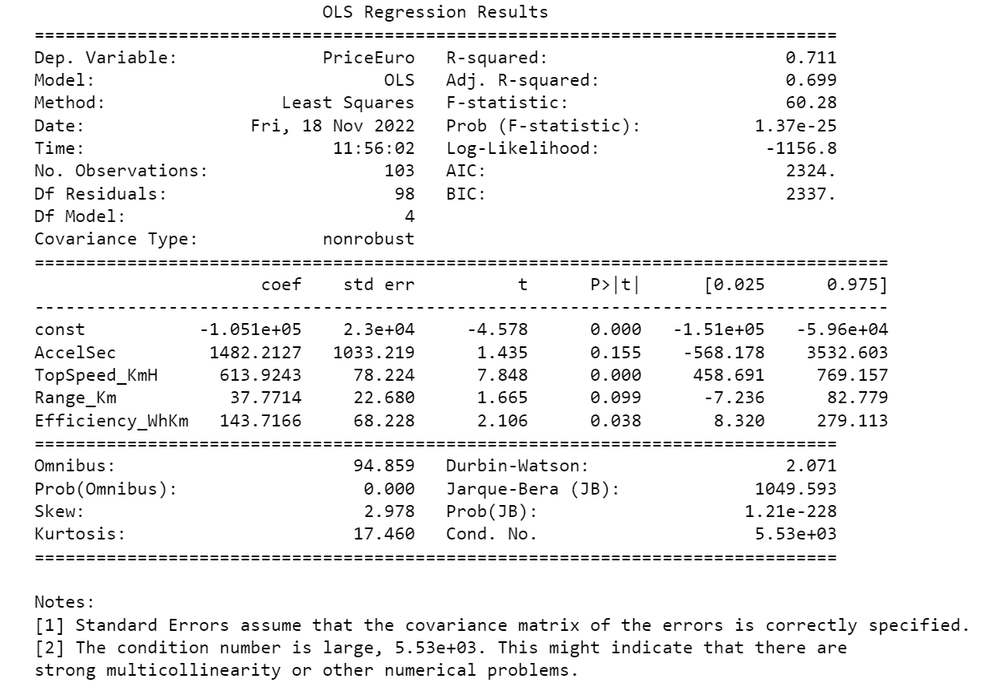 OLS Regression Results
==============================================================================
Dep. Variable:              PriceEuro   R-squared:                       0.711
Model:                            OLS   Adj. R-squared:                  0.699
Method:                 Least Squares   F-statistic:                     60.28
Date:                Fri, 18 Nov 2022   Prob (F-statistic):           1.37e-25
Time:                        11:56:02   Log-Likelihood:                -1156.8
No. Observations:                 103   AIC:                             2324.
Df Residuals:                      98   BIC:                             2337.
Df Model:                           4
Covariance Type:            nonrobust
===================================================================================
                      coef    std err          t      P>|t|      [0.025      0.975]
-----------------------------------------------------------------------------------
const           -1.051e+05    2.3e+04     -4.578      0.000   -1.51e+05   -5.96e+04
AccelSec         1482.2127   1033.219      1.435      0.155    -568.178    3532.603
TopSpeed_KmH      613.9243     78.224      7.848      0.000     458.691     769.157
Range_Km           37.7714     22.680      1.665      0.099      -7.236      82.779
Efficiency_WhKm   143.7166     68.228      2.106      0.038       8.320     279.113
==============================================================================
Omnibus:                       94.859   Durbin-Watson:                   2.071
Prob(Omnibus):                  0.000   Jarque-Bera (JB):             1049.593
Skew:                           2.978   Prob(JB):                    1.21e-228
Kurtosis:                      17.460   Cond. No.                     5.53e+03
==============================================================================
Notes:
[1] Standard Errors assume that the covariance matrix of the errors is correctly specified.
[2] The condition number is large, 5.53e+03. This might indicate that there are
strong multicollinearity or other numerical problems.